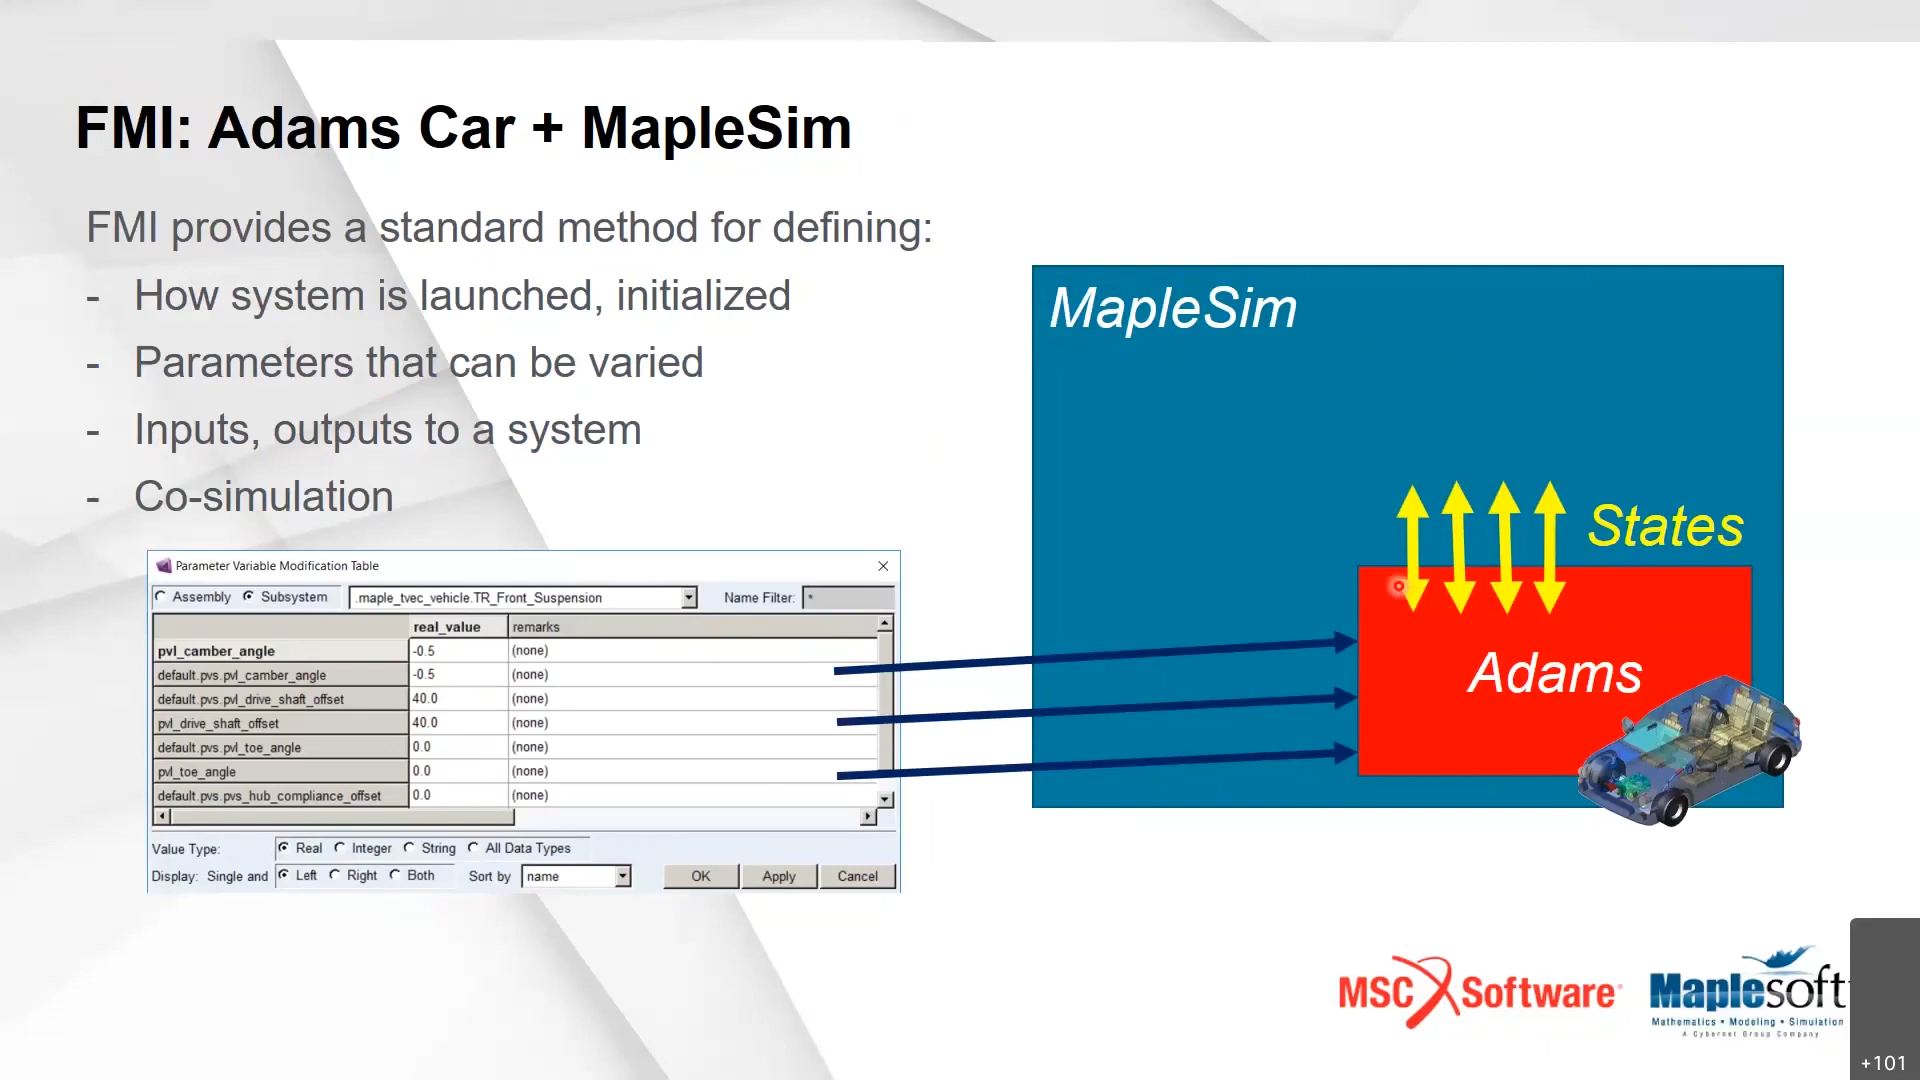 FMI: Adams Car + MapleSim
FMI provides a standard method for defining:
- How system is launched, initialized
- Parameters that can be varied
- Inputs, outputs to a system
- Co-simulation
Parameter Variable Modification Table
Assembly Subsystem .maple_tvec_vehicle.TR_Front_Suspension Name Filter: *
real_value remarks
pvl_camber_angle -0.5 (none)
default.pvs.pvl_camber_angle -0.5 (none)
default.pvs.pvl_drive_shaft_offset 40.0 (none)
pvl_drive_shaft_offset 40.0 (none)
default.pvs.pvl_toe_angle 0.0 (none)
pvl_toe_angle 0.0 (none)
default.pvs.pvs_hub_compliance_offset 0.0 (none)
Value Type: Real Integer String All Data Types
Display: Single and Left Right Both Sort by name OK Apply Cancel
MapleSim
States
Adams
MSC Software
Maplesoft
Mathematics • Modeling • Simulation
A Cybernet Group Company
+101